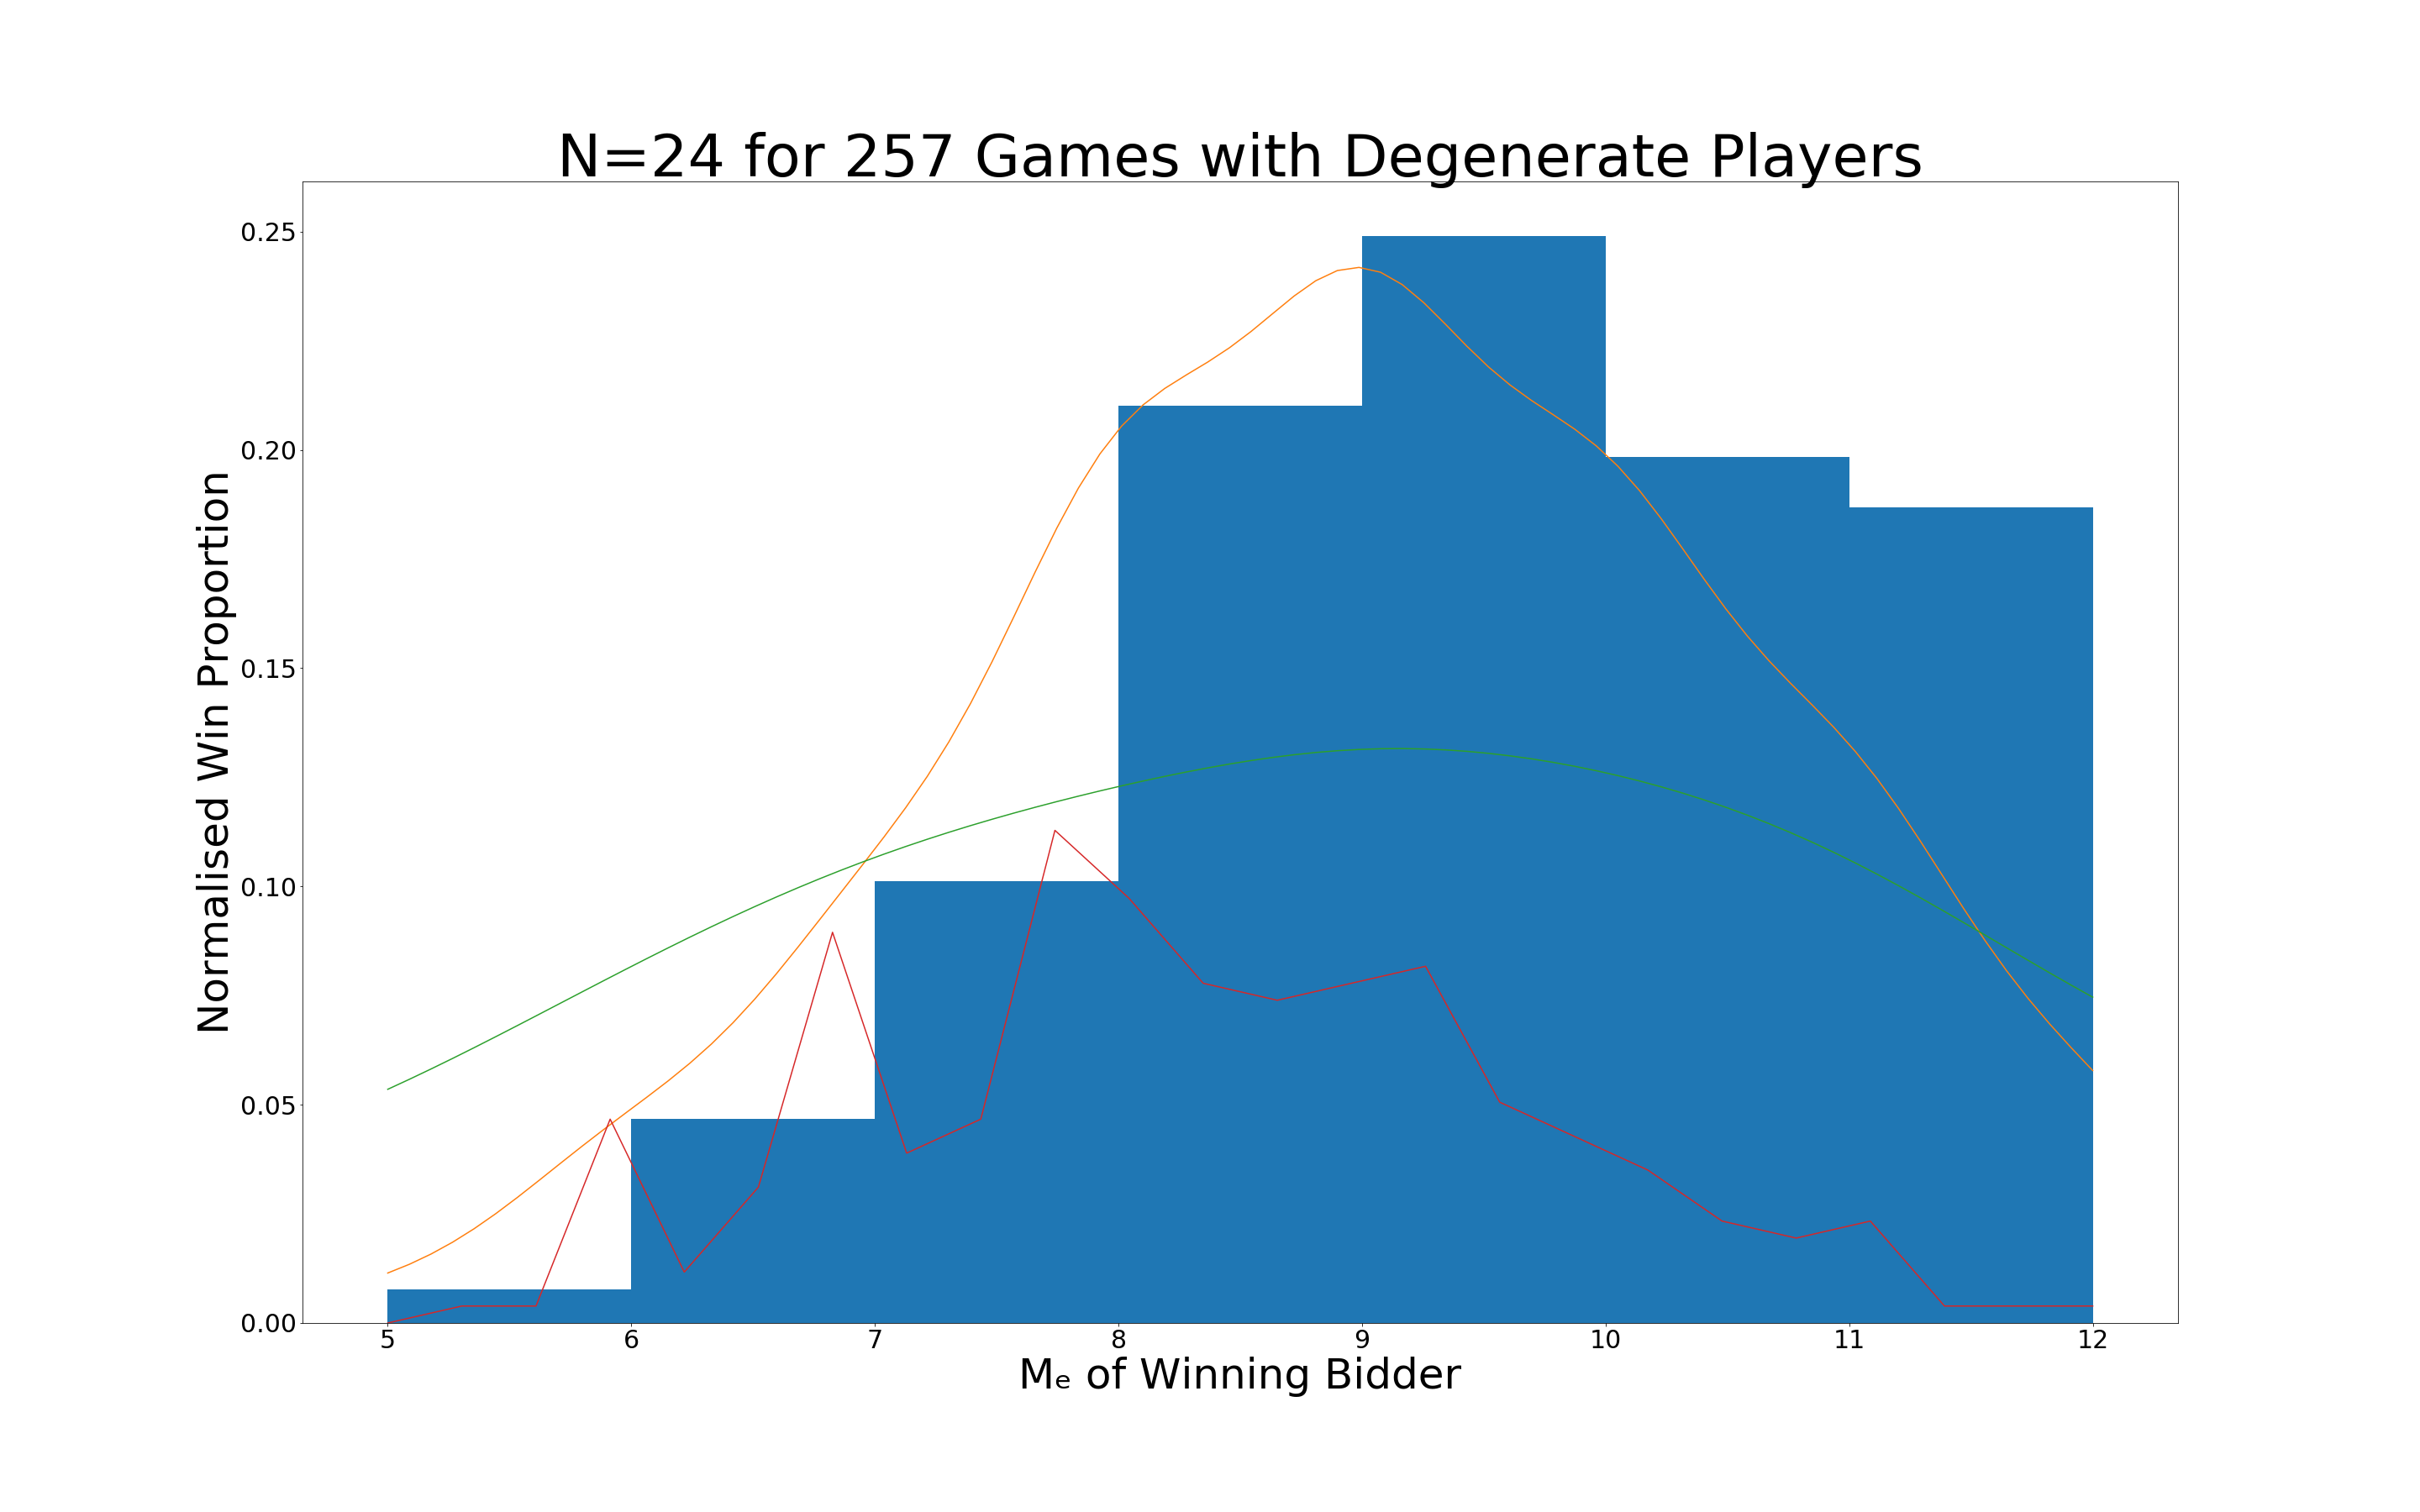 N=24 for 257 Games with Degenerate Players
Normalised Win Proportion
0.25
0.20
0.15
0.10
0.05
0.00
5 6 7 8 9 10 11 12
Mₑ of Winning Bidder